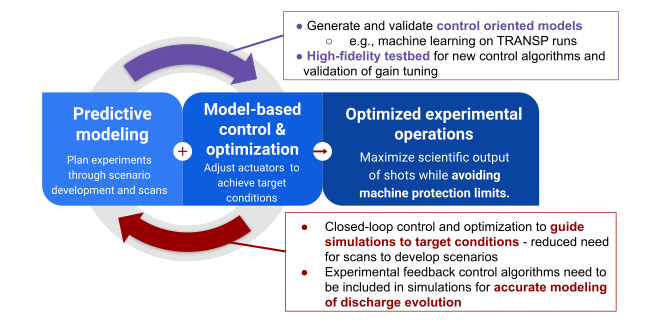 ● Generate and validate control oriented models
○ e.g., machine learning on TRANSP runs
● High-fidelity testbed for new control algorithms and
validation of gain tuning
Predictive
modeling
Plan experiments
through scenario
development and scans
+
Model-based
control &
optimization
Adjust actuators to
achieve target
conditions
Optimized experimental
operations
Maximize scientific output
of shots while avoiding
machine protection limits.
● Closed-loop control and optimization to guide
simulations to target conditions - reduced need
for scans to develop scenarios
● Experimental feedback control algorithms need to
be included in simulations for accurate modeling
of discharge evolution